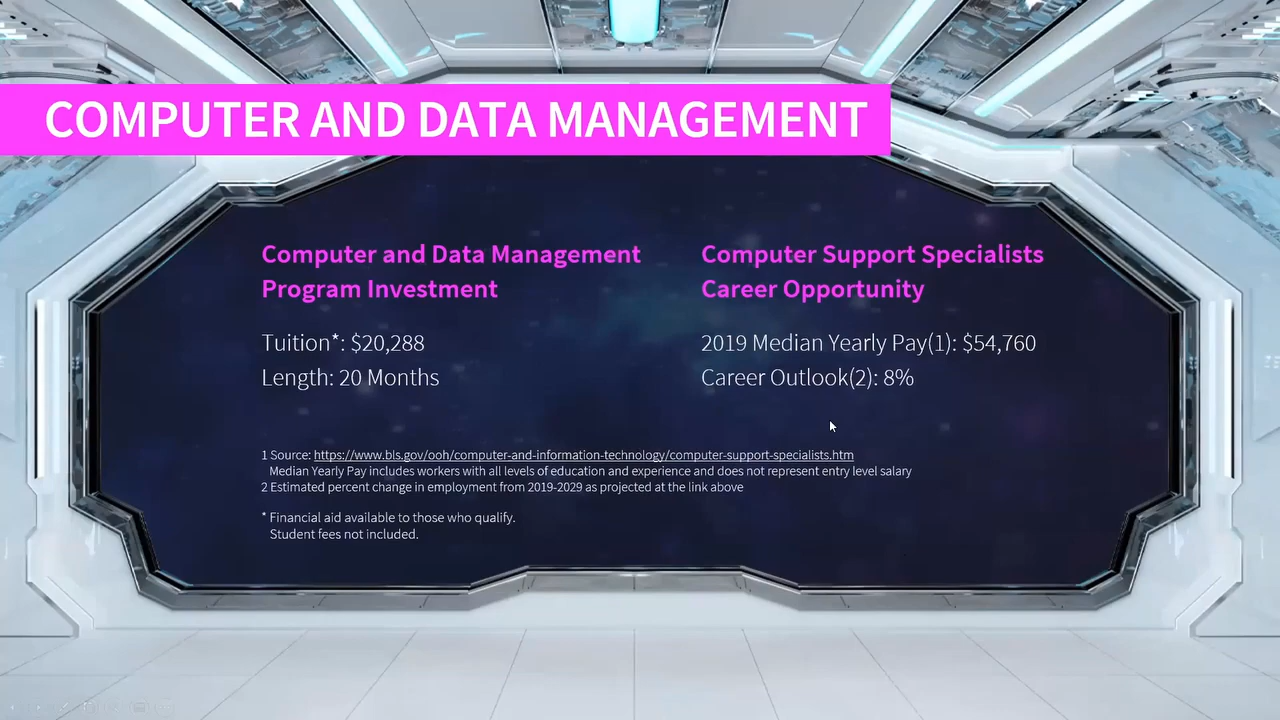 COMPUTER AND DATA MANAGEMENT
Computer and Data Management
Program Investment
Tuition*: $20,288
Length: 20 Months
Computer Support Specialists
Career Opportunity
2019 Median Yearly Pay(1): $54,760
Career Outlook(2): 8%
1 Source: https://www.bls.gov/ooh/computer-and-information-technology/computer-support-specialists.htm
Median Yearly Pay includes workers with all levels of education and experience and does not represent entry level salary
2 Estimated percent change in employment from 2019-2029 as projected at the link above
* Financial aid available to those who qualify.
Student fees not included.